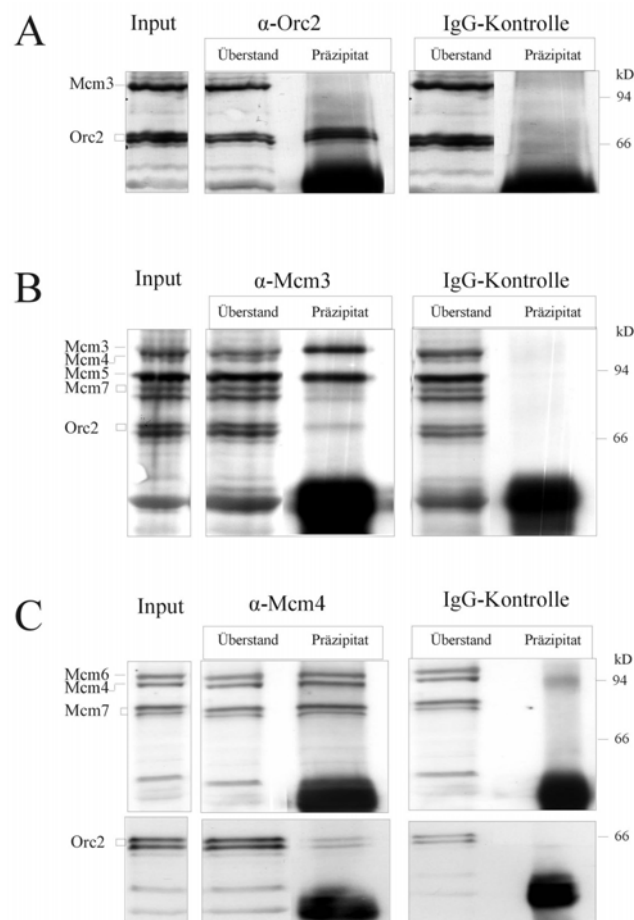 A
Input
α-Orc2
IgG-Kontrolle
Überstand
Präzipitat
Überstand
Präzipitat
kD
Mcm3
94
Orc2
66
B
Input
α-Mcm3
IgG-Kontrolle
Überstand
Präzipitat
Überstand
Präzipitat
kD
Mcm3
Mcm4
Mcm5
94
Mcm7
Orc2
66
C
Input
α-Mcm4
IgG-Kontrolle
Überstand
Präzipitat
Überstand
Präzipitat
kD
Mcm6
Mcm4
94
Mcm7
66
Orc2
66